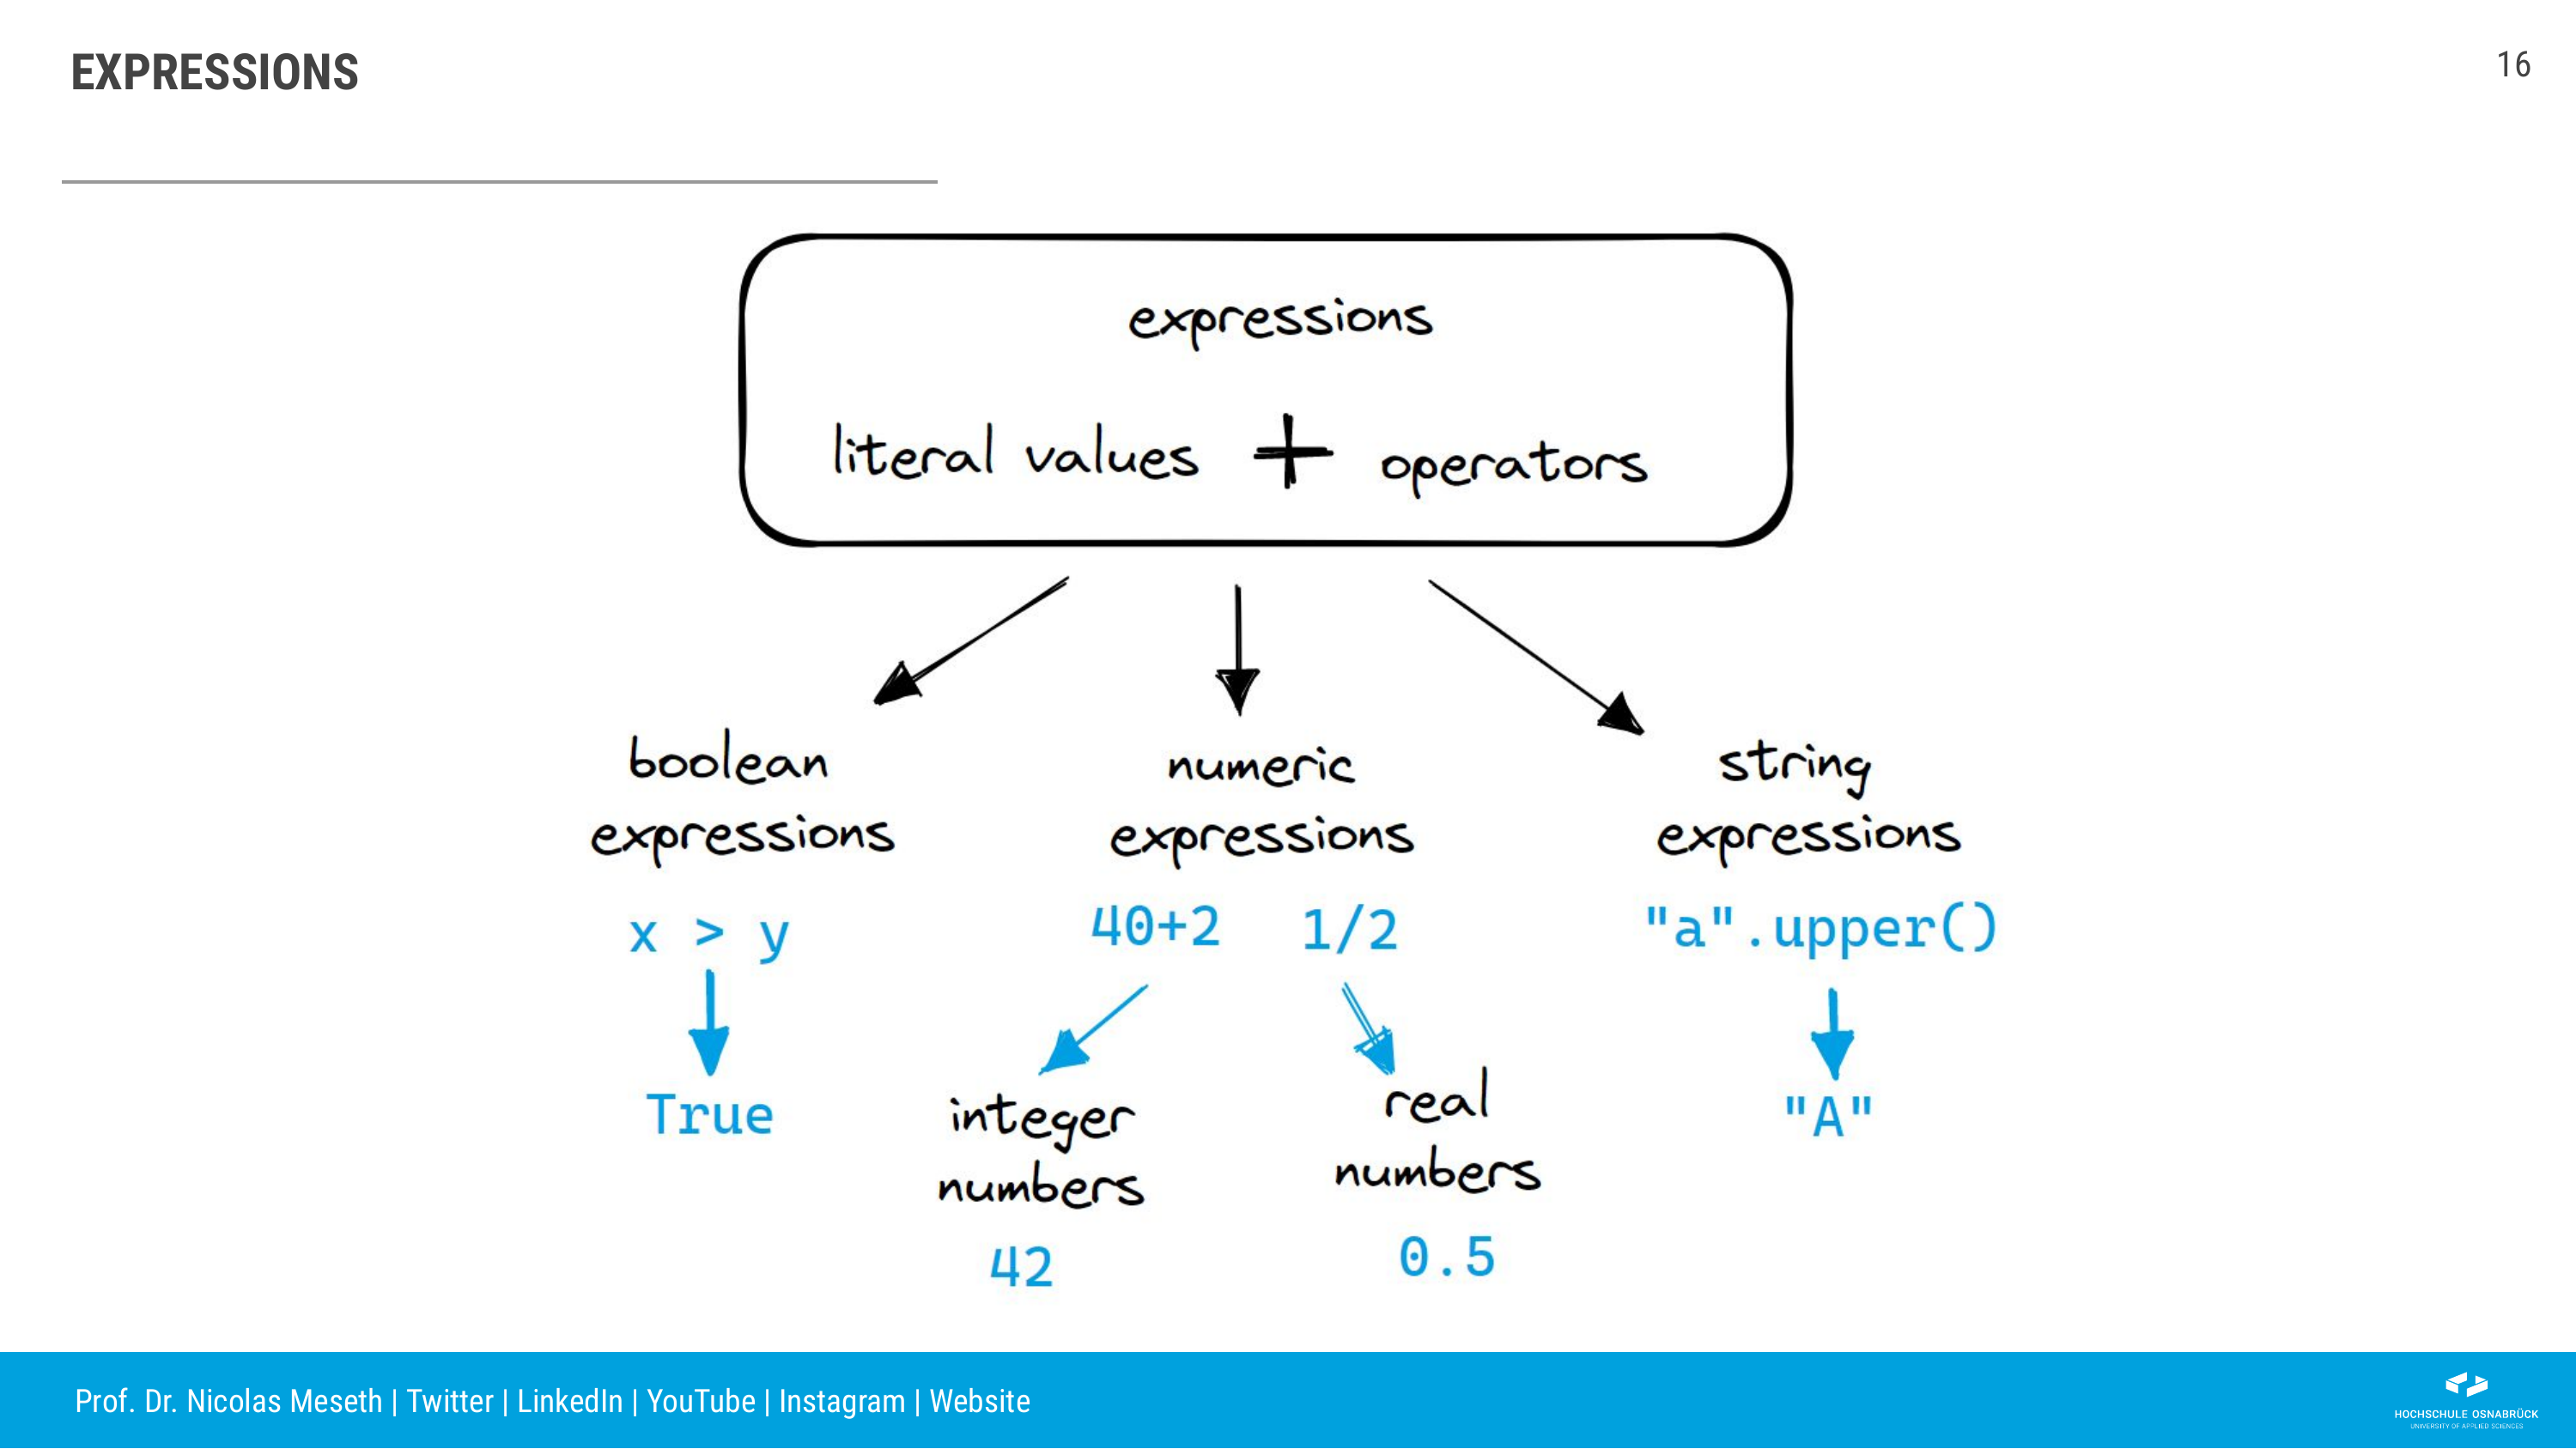 EXPRESSIONS
16
expressions
literal values + operators
boolean
expressions
numeric
expressions
string
expressions
x > y
40+2
1/2
"a".upper()
True
integer
numbers
real
numbers
"A"
42
0.5
Prof. Dr. Nicolas Meseth | Twitter | LinkedIn | YouTube | Instagram | Website
HOCHSCHULE OSNABRÜCK
UNIVERSITY OF APPLIED SCIENCES